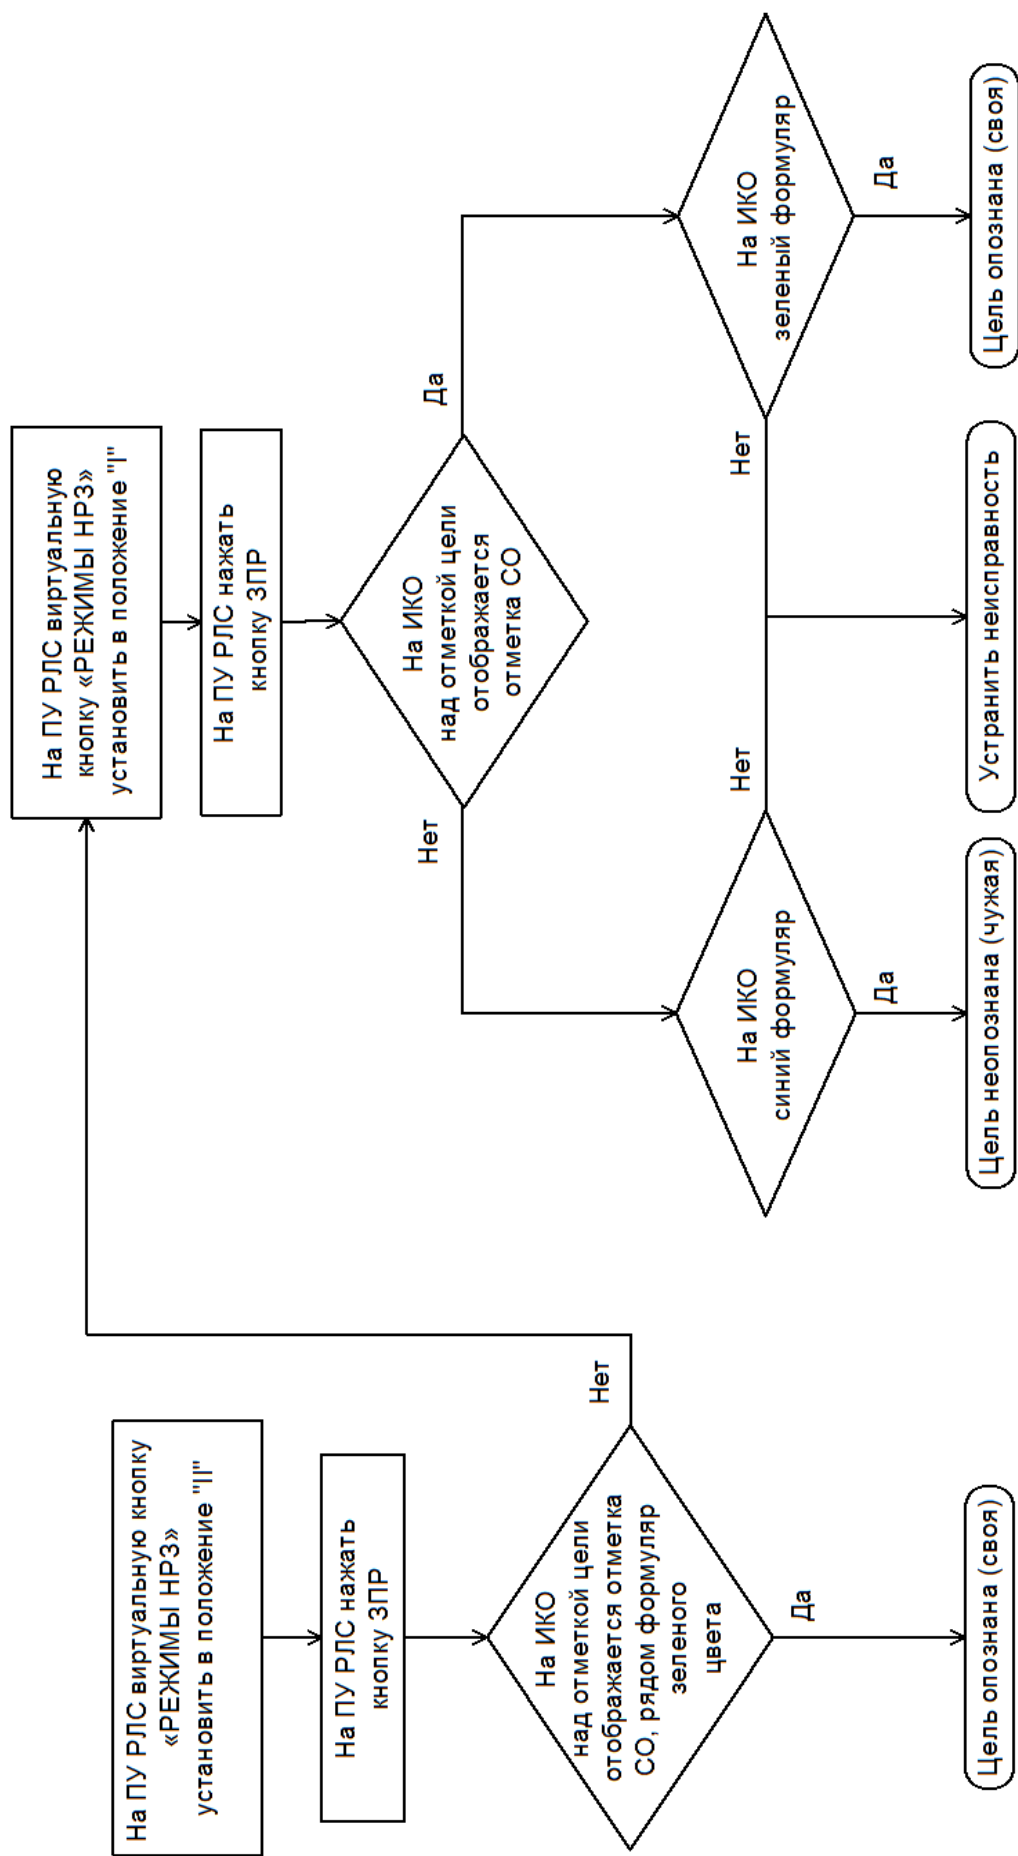 На ПУ РЛС виртуальную кнопку
«РЕЖИМЫ НРЗ»
установить в положение "||"
На ПУ РЛС нажать
кнопку ЗПР
На ИКО
над отметкой цели
отображается отметка
СО, рядом формуляр
зеленого
цвета
Да
Нет
Цель опознана (своя)
На ПУ РЛС виртуальную
кнопку «РЕЖИМЫ НРЗ»
установить в положение "|"
На ПУ РЛС нажать
кнопку ЗПР
На ИКО
над отметкой цели
отображается
отметка СО
Нет
Да
На ИКО
синий формуляр
Нет
Да
На ИКО
зеленый формуляр
Нет
Да
Цель неопознана (чужая)
Устранить неисправность
Цель опознана (своя)